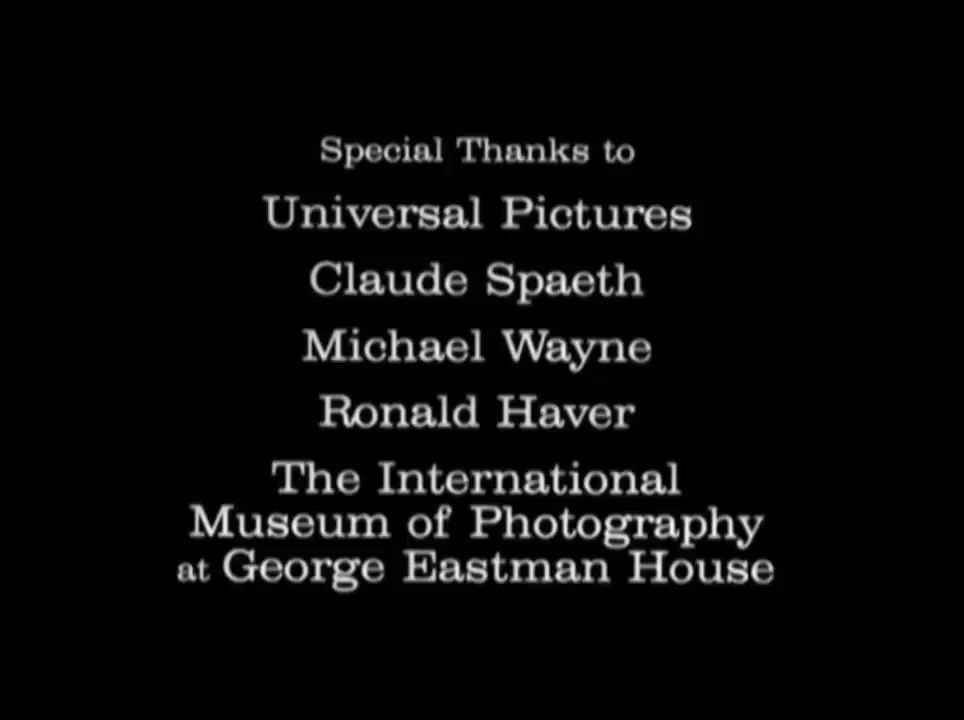 Special Thanks to
Universal Pictures
Claude Spaeth
Michael Wayne
Ronald Haver
The International
Museum of Photography
at George Eastman House